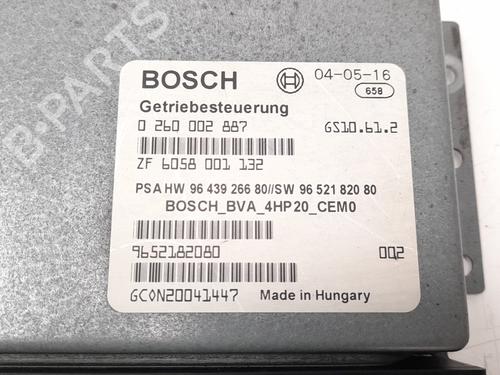 B-PARTS
BOSCH 04-05-16
658
Getriebesteuerung
0 260 002 887 GS10.61.2
ZF 6058 001 132
PSA HW 96 439 266 80//SW 96 521 820 80
BOSCH_BVA_4HP20_CEM0
9652182080 002
GCON20041447 Made in Hungary